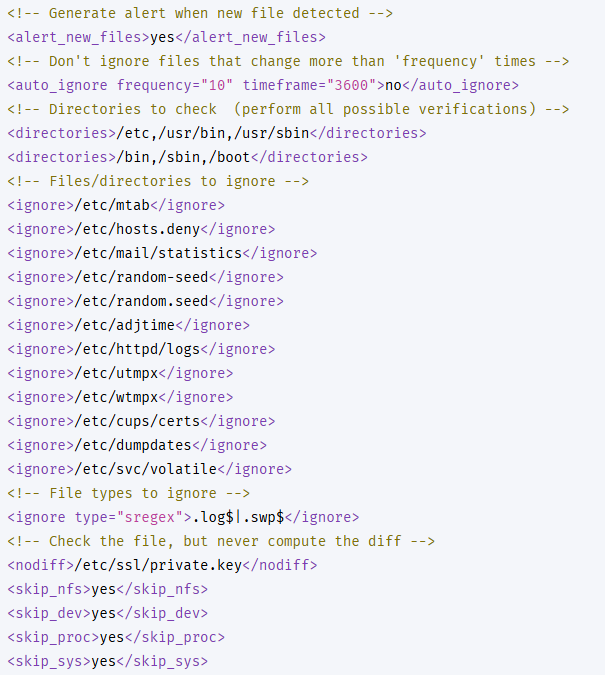 <!-- Generate alert when new file detected -->
<alert_new_files>yes</alert_new_files>
<!-- Don't ignore files that change more than 'frequency' times -->
<auto_ignore frequency="10" timeframe="3600">no</auto_ignore>
<!-- Directories to check  (perform all possible verifications) -->
<directories>/etc,/usr/bin,/usr/sbin</directories>
<directories>/bin,/sbin,/boot</directories>
<!-- Files/directories to ignore -->
<ignore>/etc/mtab</ignore>
<ignore>/etc/hosts.deny</ignore>
<ignore>/etc/mail/statistics</ignore>
<ignore>/etc/random-seed</ignore>
<ignore>/etc/random.seed</ignore>
<ignore>/etc/adjtime</ignore>
<ignore>/etc/httpd/logs</ignore>
<ignore>/etc/utmpx</ignore>
<ignore>/etc/wtmpx</ignore>
<ignore>/etc/cups/certs</ignore>
<ignore>/etc/dumpdates</ignore>
<ignore>/etc/svc/volatile</ignore>
<!-- File types to ignore -->
<ignore type="sregex">.log$|.swp$</ignore>
<!-- Check the file, but never compute the diff -->
<nodiff>/etc/ssl/private.key</nodiff>
<skip_nfs>yes</skip_nfs>
<skip_dev>yes</skip_dev>
<skip_proc>yes</skip_proc>
<skip_sys>yes</skip_sys>